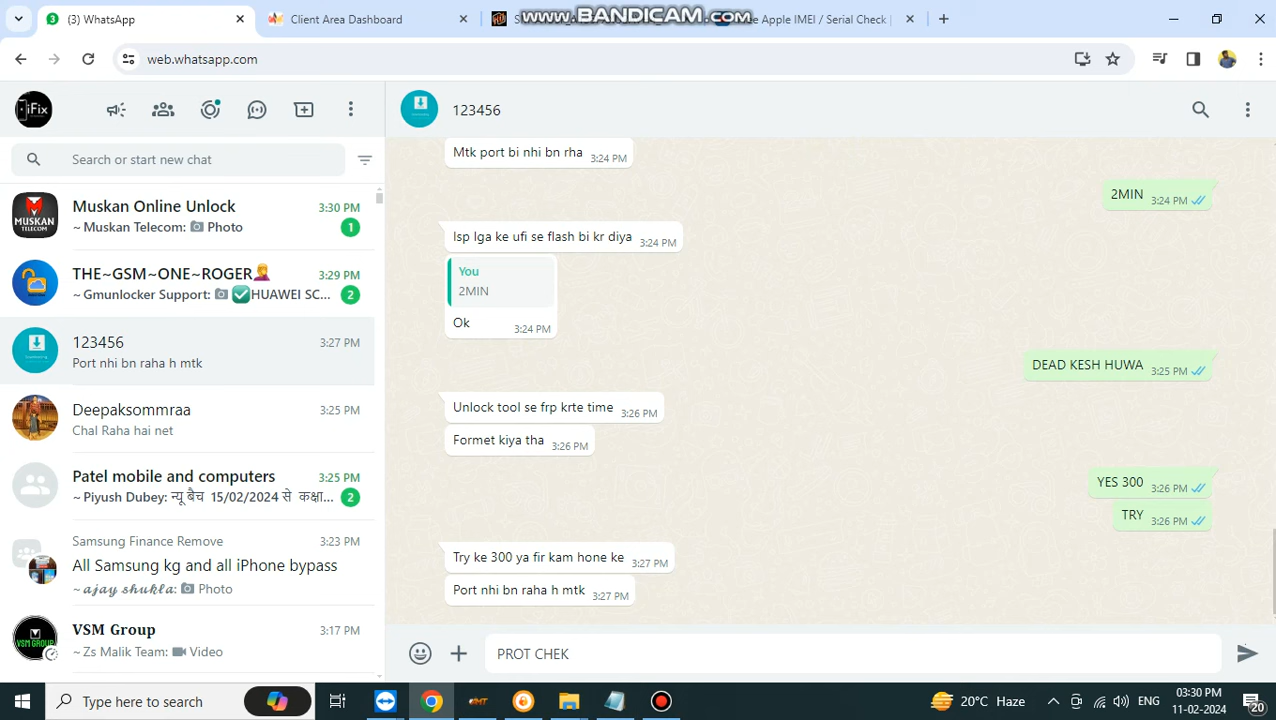 (3) WhatsApp
Client Area Dashboard
www.BANDICAM.com
Apple IMEI / Serial Check
web.whatsapp.com
iFix
123456
Search or start new chat
Muskan Online Unlock
3:30 PM
~ Muskan Telecom: Photo
1
MUSKAN
TELECOM
THE~GSM~ONE~ROGER
3:29 PM
~ Gmunlocker Support: ✅HUAWEI SC...
2
123456
3:27 PM
Port nhi bn raha h mtk
Deepaksommraa
3:25 PM
Chal Raha hai net
Patel mobile and computers
3:25 PM
~ Piyush Dubey: न्यू बैच 15/02/2024 से कक्षा...
2
Samsung Finance Remove
3:23 PM
All Samsung kg and all iPhone bypass
~ ajay shukla: Photo
VSM Group
3:17 PM
~ Zs Malik Team: Video
VSM GROUP
Mtk port bi nhi bn rha 3:24 PM
2MIN 3:24 PM
Isp lga ke ufi se flash bi kr diya 3:24 PM
You
2MIN
Ok 3:24 PM
DEAD KESH HUWA 3:25 PM
Unlock tool se frp krte time 3:26 PM
Formet kiya tha 3:26 PM
YES 300 3:26 PM
TRY 3:26 PM
Try ke 300 ya fir kam hone ke 3:27 PM
Port nhi bn raha h mtk 3:27 PM
PROT CHEK
Type here to search
20°C Haze
ENG
03:30 PM
11-02-2024
20